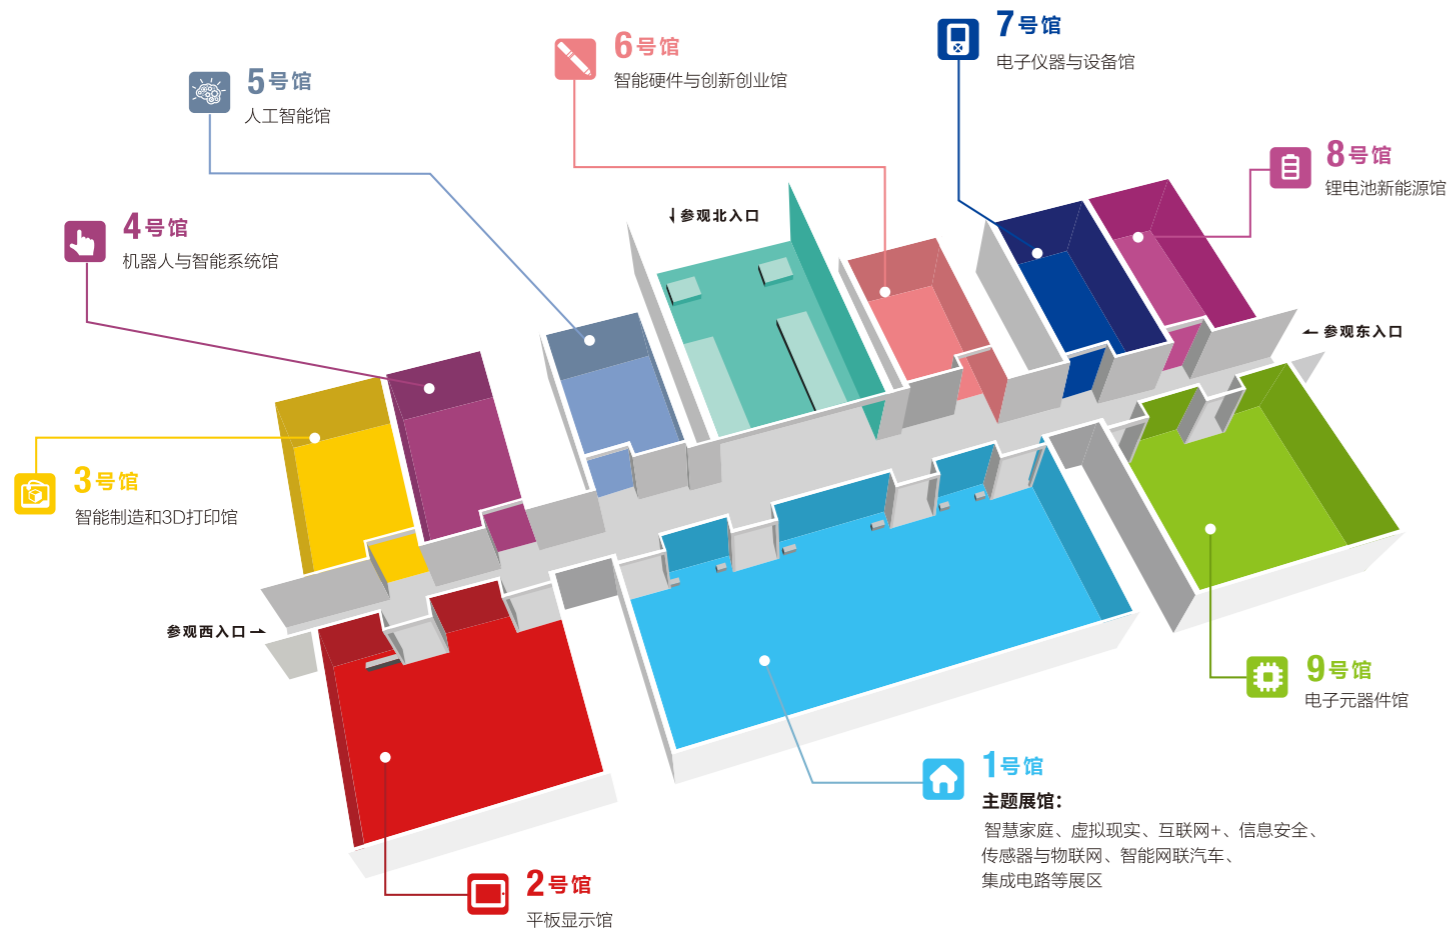 7号馆
电子仪器与设备馆
6号馆
智能硬件与创新创业馆
5号馆
人工智能馆
8号馆
锂电池新能源馆
4号馆
机器人与智能系统馆
参观北入口
参观东入口
3号馆
智能制造和3D打印馆
参观西入口
9号馆
电子元器件馆
1号馆
主题展馆：
智慧家庭、虚拟现实、互联网+、信息安全、
传感器与物联网、智能网联汽车、
集成电路等展区
2号馆
平板显示馆